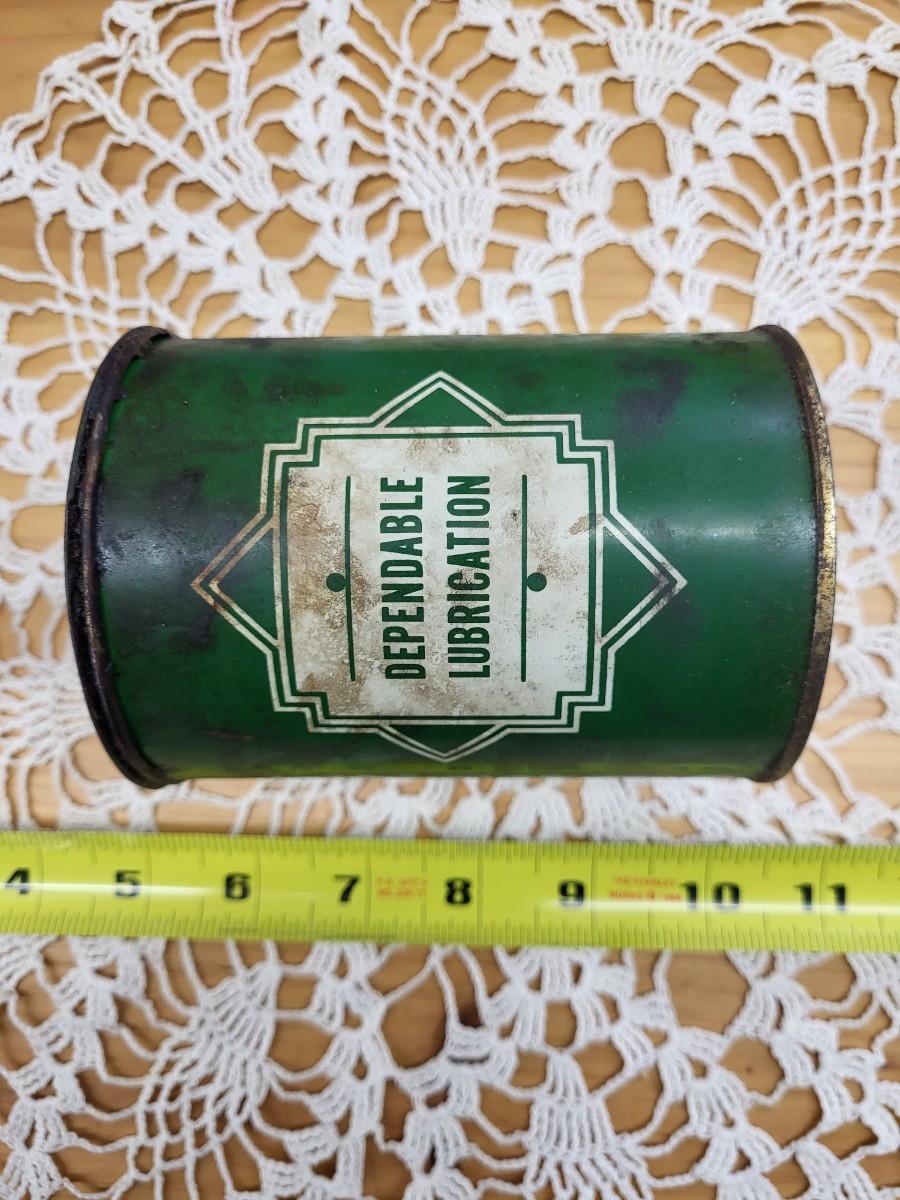 DEPENDABLE
LUBRICATION
4 5 6 7 8 9 10 11